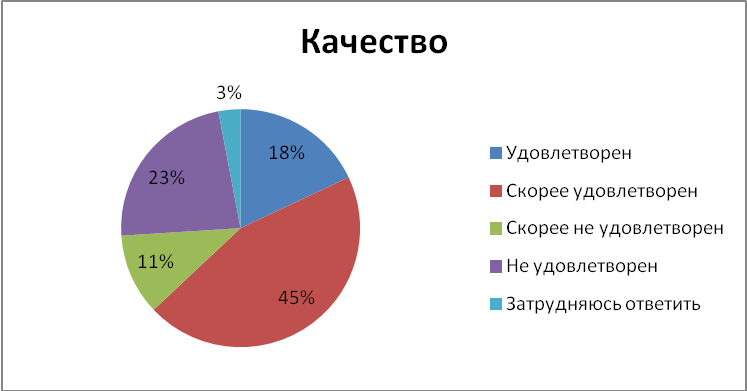 Качество
3%
18%
23%
11%
45%
Удовлетворен
Скорее удовлетворен
Скорее не удовлетворен
Не удовлетворен
Затрудняюсь ответить